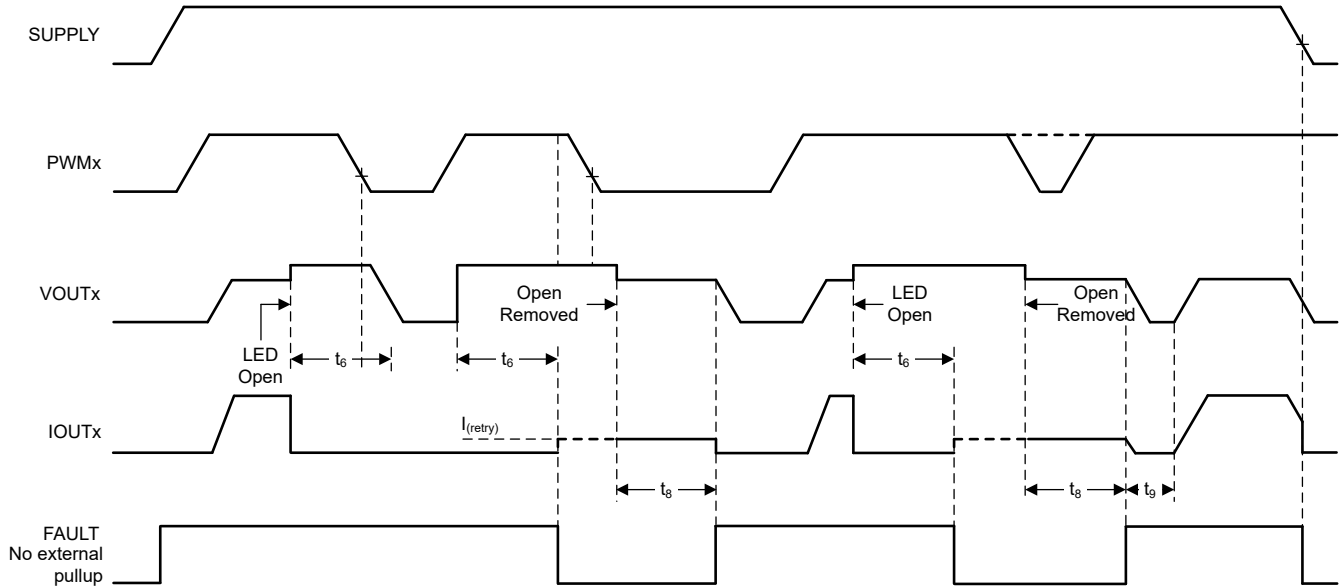 SUPPLY
PWMx
VOUTx
LED
Open
Open
Removed
LED
Open
Open
Removed
t6
t6
t6
IOUTx
I(retry)
t8
t8
t9
FAULT
No external
pullup